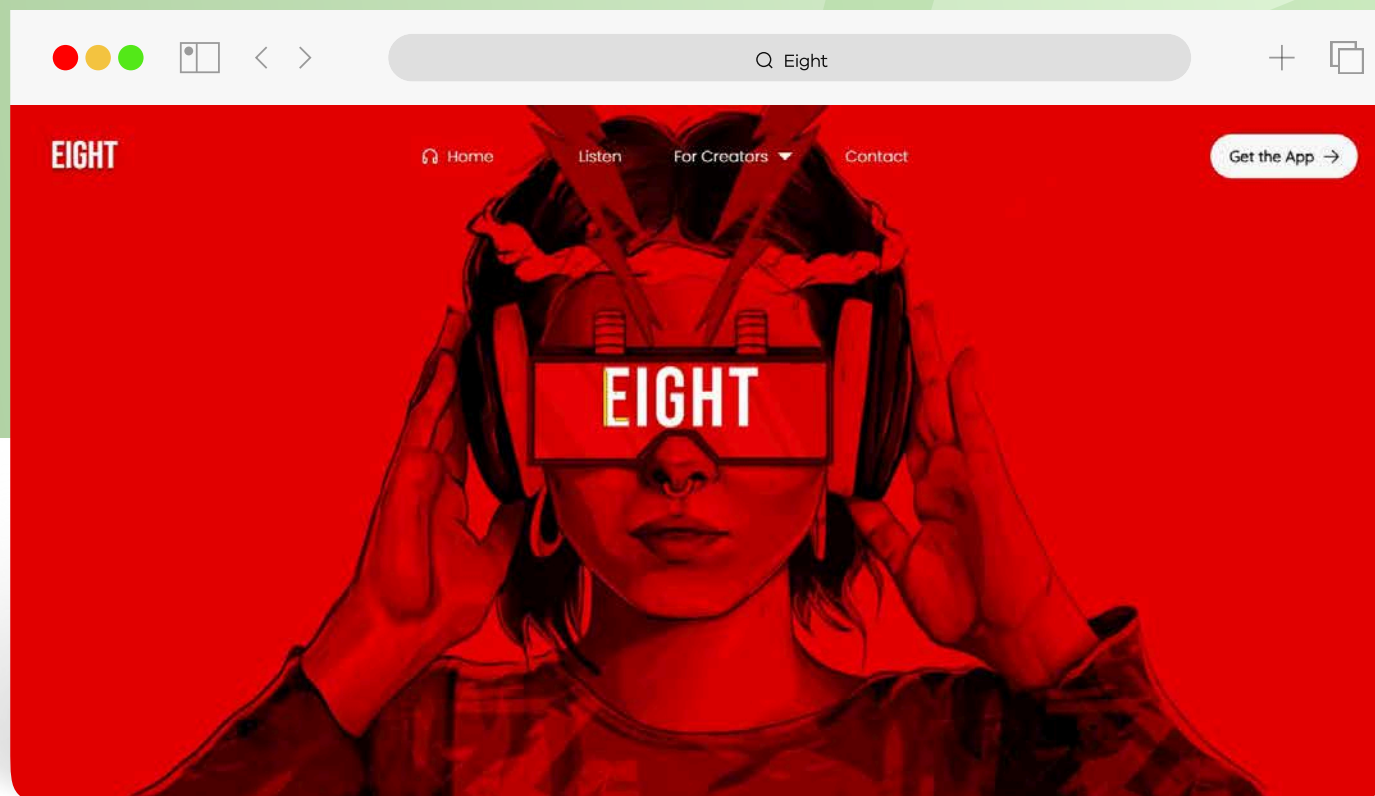 Eight
EIGHT
Home
Listen
For Creators
Contact
Get the App
EIGHT